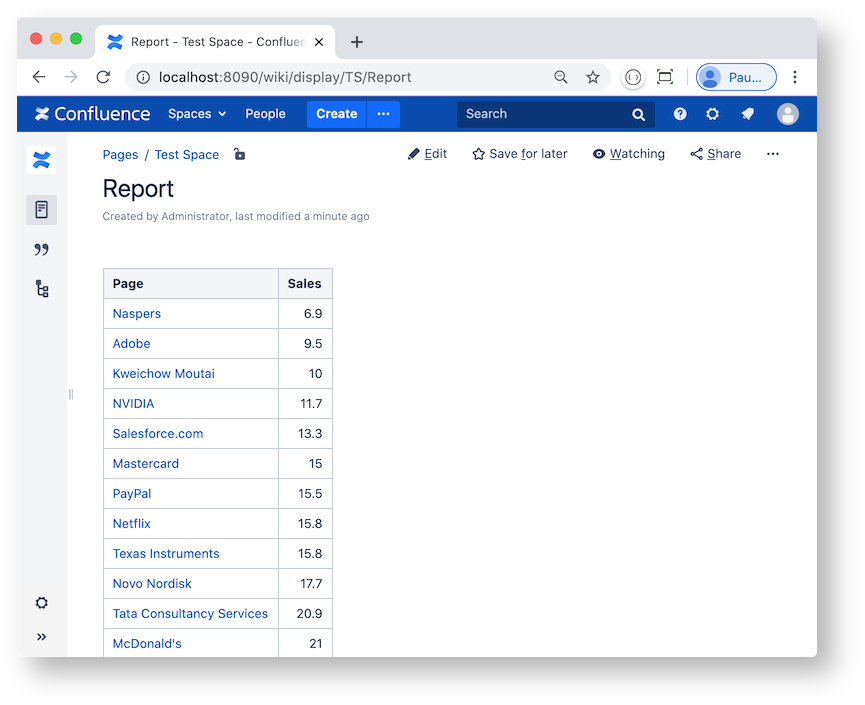 Report - Test Space - Confluen
localhost:8090/wiki/display/TS/Report
Pau...
Confluence Spaces People Create ··· Search
Pages / Test Space
Edit Save for later Watching Share ···
Report
Created by Administrator, last modified a minute ago
Page Sales
Naspers 6.9
Adobe 9.5
Kweichow Moutai 10
NVIDIA 11.7
Salesforce.com 13.3
Mastercard 15
PayPal 15.5
Netflix 15.8
Texas Instruments 15.8
Novo Nordisk 17.7
Tata Consultancy Services 20.9
McDonald's 21